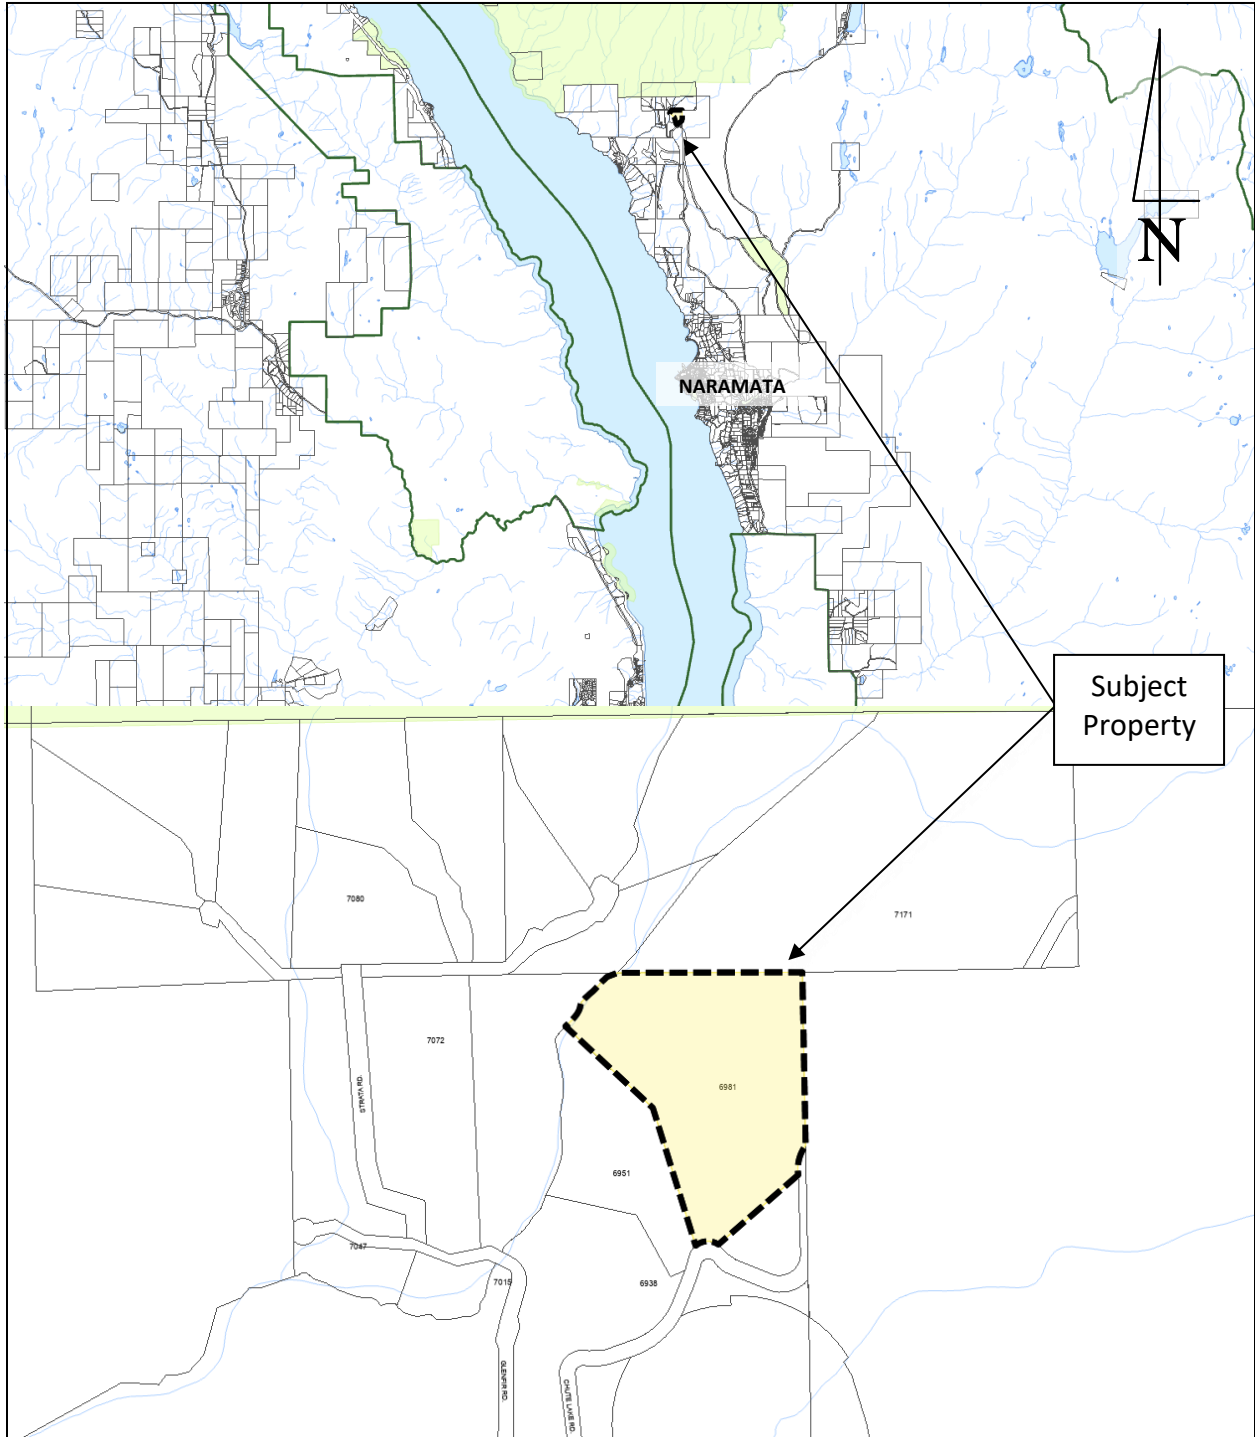 N
NARAMATA
Subject
Property
7080
7171
7072
6981
STRATA RD.
6951
7047
7015
6938
GLENFIR RD.
CHUTE LAKE RD.